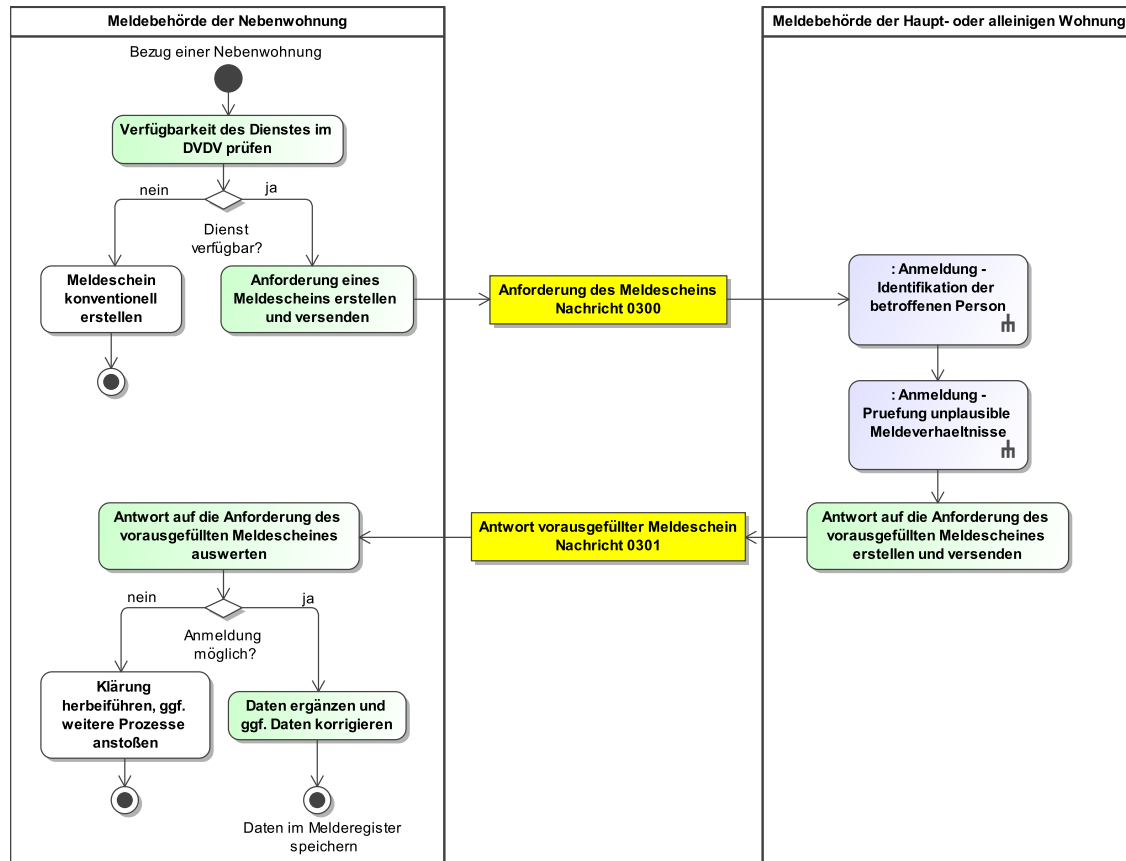 Meldebehörde der Nebenwohnung
Meldebehörde der Haupt- oder alleinigen Wohnung
Bezug einer Nebenwohnung
Verfügbarkeit des Dienstes im
DVDV prüfen
nein
ja
Dienst
verfügbar?
Meldeschein
konventionell
erstellen
Anforderung eines
Meldescheins erstellen
und versenden
Anforderung des Meldescheins
Nachricht 0300
: Anmeldung -
Identifikation der
betroffenen Person
: Anmeldung -
Pruefung unplausible
Meldeverhaeltnisse
Antwort auf die Anforderung des
vorausgefüllten Meldescheines
erstellen und versenden
Antwort vorausgefüllter Meldeschein
Nachricht 0301
Antwort auf die Anforderung des
vorausgefüllten Meldescheines
auswerten
nein
ja
Anmeldung
möglich?
Klärung
herbeiführen, ggf.
weitere Prozesse
anstoßen
Daten ergänzen und
ggf. Daten korrigieren
Daten im Melderegister
speichern